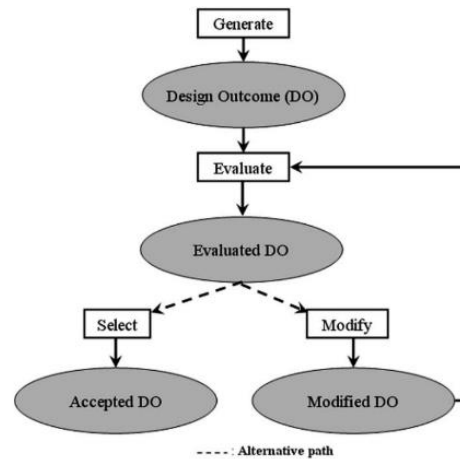 Generate
Design Outcome (DO)
Evaluate
Evaluated DO
Select
Modify
Accepted DO
Modified DO
: Alternative path